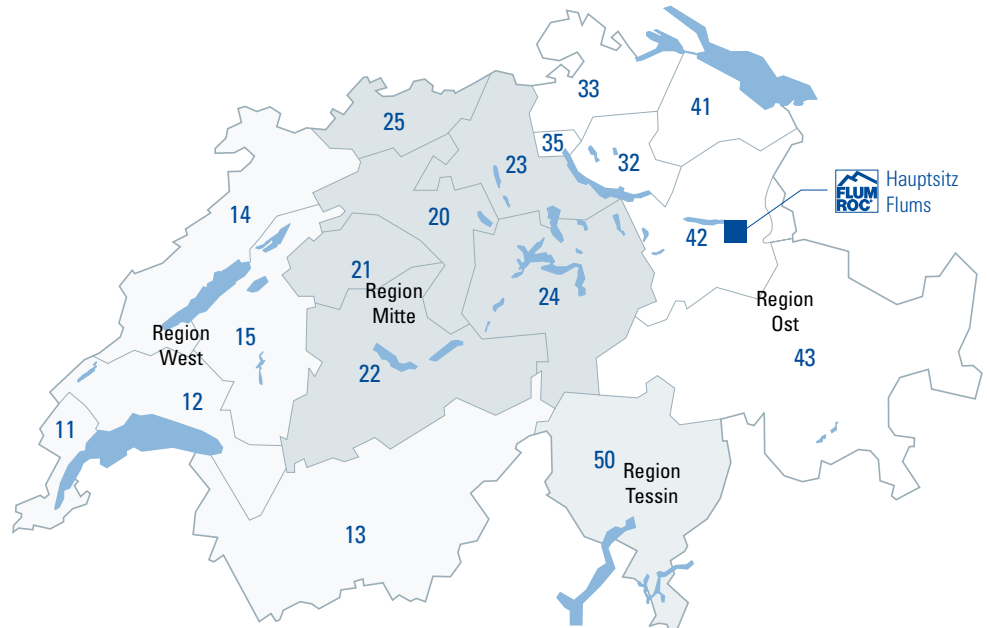 33
41
25
35
32
23
FLUM
ROC®
Hauptsitz
Flums
14
20
42
21
Region
Mitte
24
Region
Ost
Region
West
15
43
22
12
11
50
Region
Tessin
13